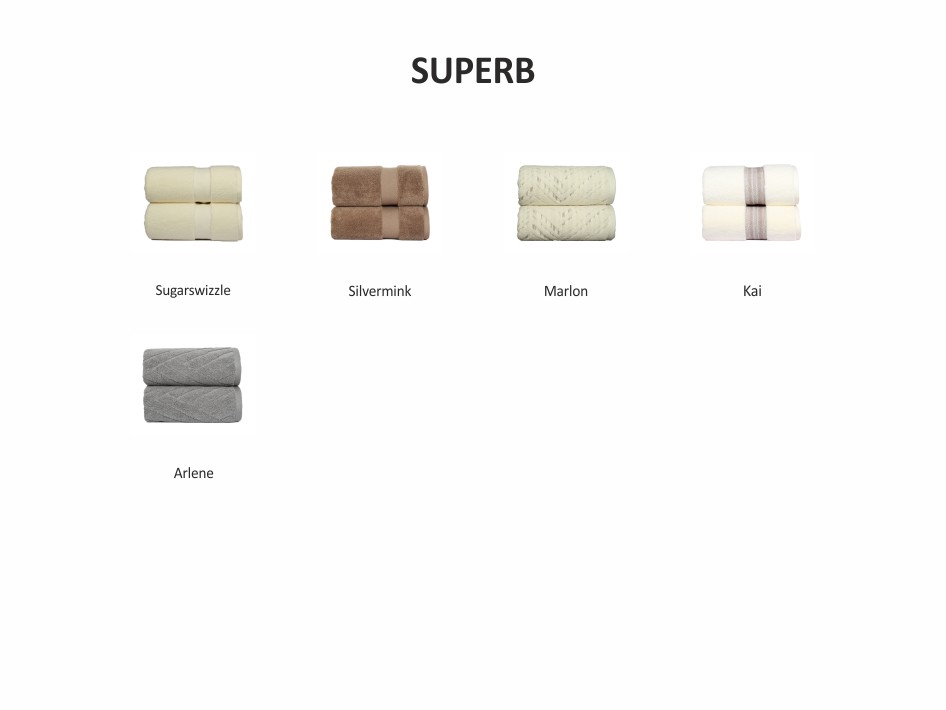 SUPERB
Sugarswizzle
Silvermink
Marlon
Kai
Arlene